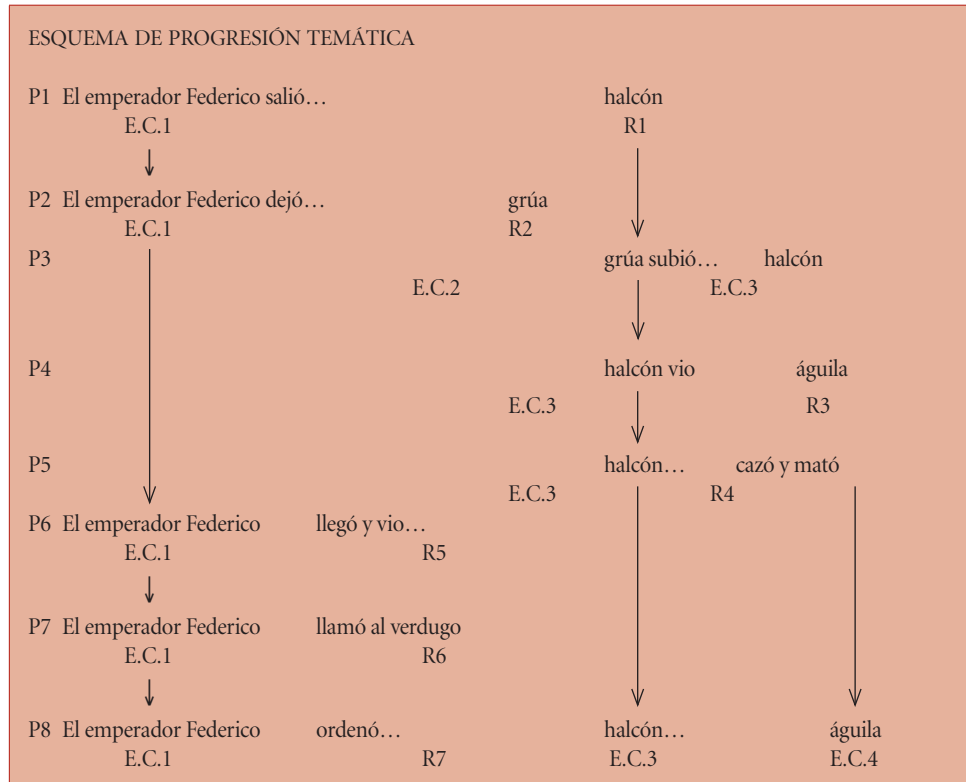 ESQUEMA DE PROGRESIÓN TEMÁTICA
P1 El emperador Federico salió… halcón
E.C.1 R1
P2 El emperador Federico dejó… grúa
E.C.1 R2
P3 grúa subió… halcón
E.C.2 E.C.3
P4 halcón vio águila
E.C.3 R3
P5 halcón… cazó y mató
E.C.3 R4
P6 El emperador Federico llegó y vio…
E.C.1 R5
P7 El emperador Federico llamó al verdugo
E.C.1 R6
P8 El emperador Federico ordenó… halcón… águila
E.C.1 R7 E.C.3 E.C.4